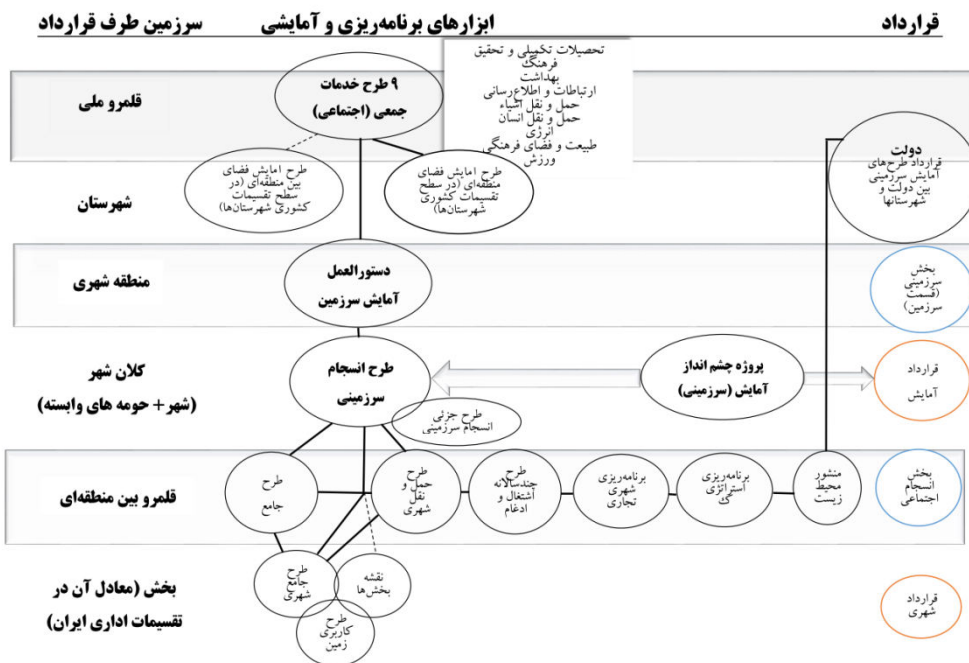 قرارداد
ابزارهای برنامه‌ریزی و آمایشی
سرزمین طرف قرارداد
تحصیلات تکمیلی و تحقیق
فرهنگ
بهداشت
ارتباطات و اطلاع‌رسانی
حمل و نقل اشیاء
حمل و نقل انسان
انرژی
طبیعت و فضای فرهنگی
ورزش
۹ طرح خدمات
جمعی (اجتماعی)
قلمرو ملی
دولت
قرارداد طرح‌های
آمایش سرزمینی
بین دولت و
شهرستانها
طرح آمایش فضای
منطقه‌ای (در سطح
تقسیمات کشوری
شهرستان‌ها)
طرح امایش فضای
بین منطقه‌ای (در
سطح تقسیمات
کشوری شهرستان‌ها)
شهرستان
بخش
سرزمینی
(قسمت
سرزمین)
دستورالعمل
آمایش سرزمین
منطقه شهری
قرارداد
آمایش
پروژه چشم انداز
آمایش (سرزمینی)
طرح انسجام
سرزمینی
طرح جزئی
انسجام سرزمینی
کلان شهر
(شهر + حومه های وابسته)
بخش
انسجام
اجتماعی
منشور
محیط
زیست
برنامه‌ریزی
استراتژی
ک
برنامه‌ریزی
شهری
تجاری
طرح
چندسالانه
اشتغال و
ادغام
طرح
حمل و
نقل
شهری
طرح
جامع
قلمرو بین منطقه‌ای
قرارداد
شهری
نقشه
بخش‌ها
طرح
جامع
شهری
طرح
کاربری
زمین
بخش (معادل آن در
تقسیمات اداری ایران)